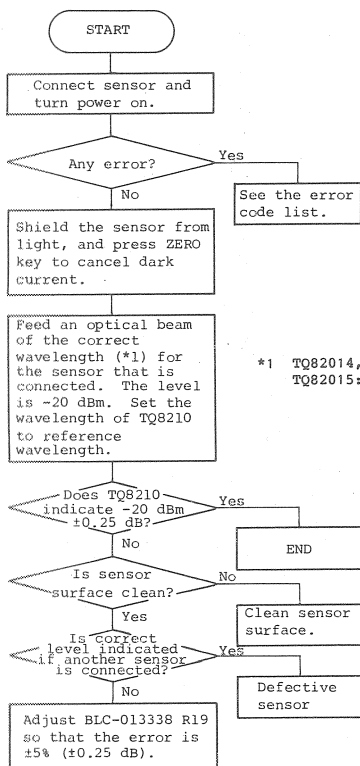 START
Connect sensor and
turn power on.
Any error?
Yes
No
See the error
code list.
Shield the sensor from
light, and press ZERO
key to cancel dark
current.
Feed an optical beam
of the correct
wavelength (*1) for
the sensor that is
connected. The level
is -20 dBm. Set the
wavelength of TQ8210
to reference
wavelength.
*1 TQ82014,
TQ82015:
Does TQ8210
indicate -20 dBm
±0.25 dB?
Yes
No
END
Is sensor
surface clean?
No
Yes
Clean sensor
surface.
Is correct
level indicated
if another sensor
is connected?
Yes
No
Defective
sensor
Adjust BLC-013338 R19
so that the error is
±5% (±0.25 dB).